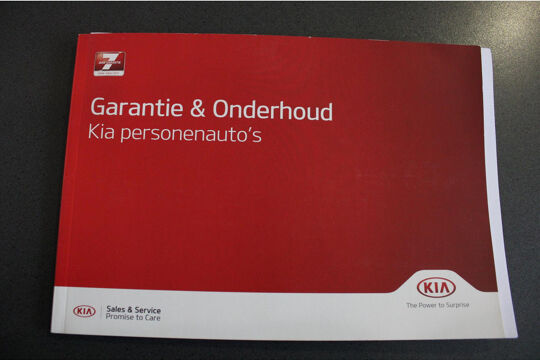 7
Garantie & Onderhoud
Kia personenauto's
KIA
Sales & Service
Promise to Care
KIA
The Power to Surprise